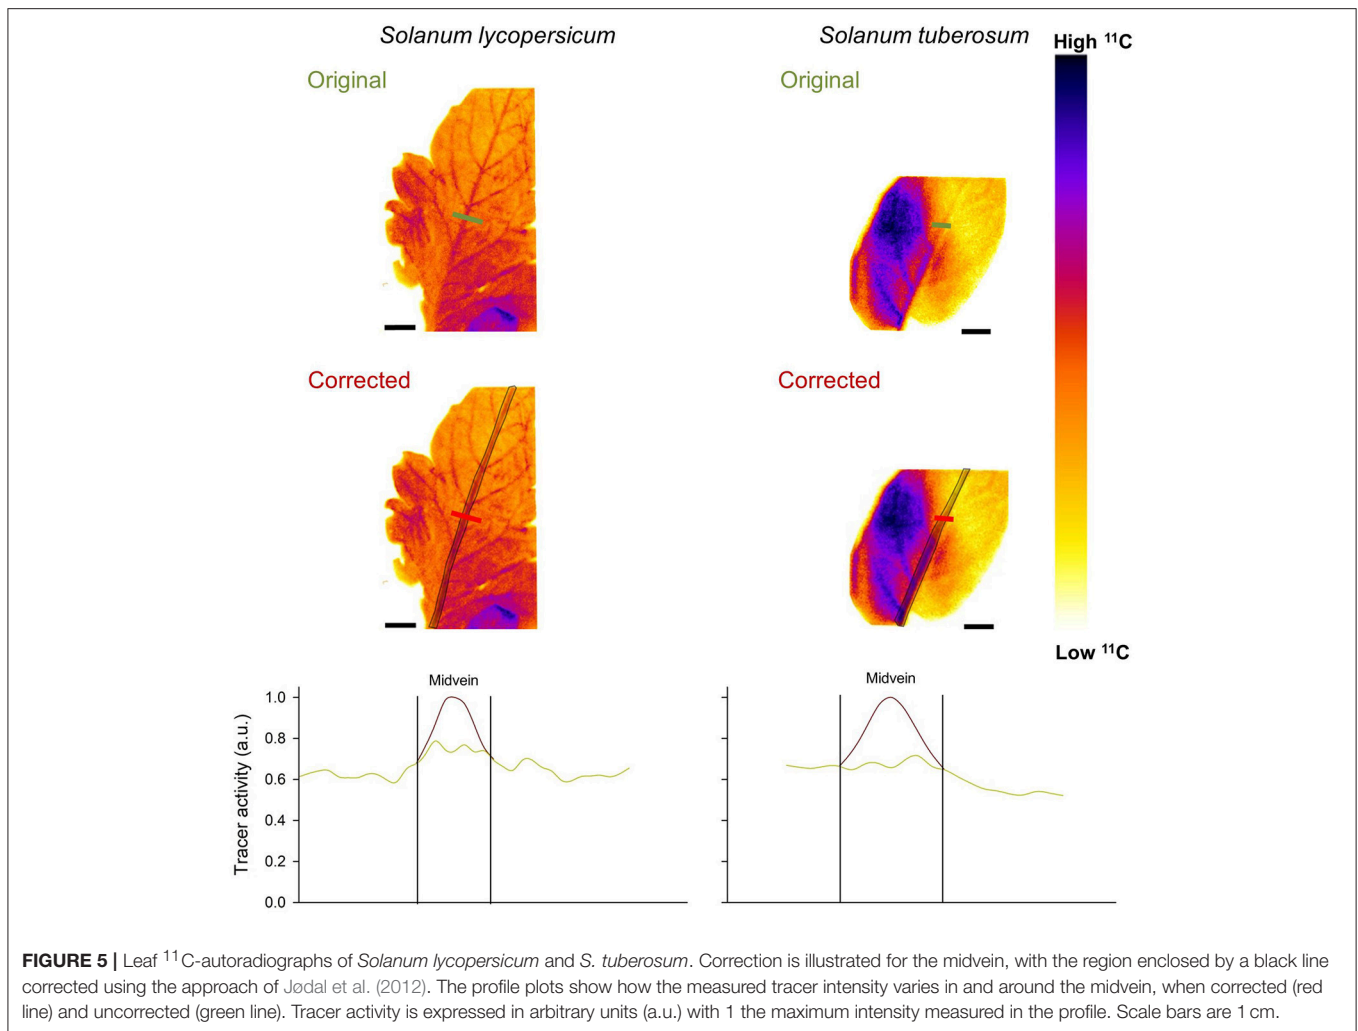 Solanum lycopersicum
Solanum tuberosum
High ¹¹C
Original
Original
Corrected
Corrected
Low ¹¹C
Midvein
Midvein
Tracer activity (a.u.)
1.0
0.8
0.6
0.4
0.2
0.0
FIGURE 5 | Leaf ¹¹C-autoradiographs of Solanum lycopersicum and S. tuberosum. Correction is illustrated for the midvein, with the region enclosed by a black line
corrected using the approach of Jødal et al. (2012). The profile plots show how the measured tracer intensity varies in and around the midvein, when corrected (red
line) and uncorrected (green line). Tracer activity is expressed in arbitrary units (a.u.) with 1 the maximum intensity measured in the profile. Scale bars are 1 cm.